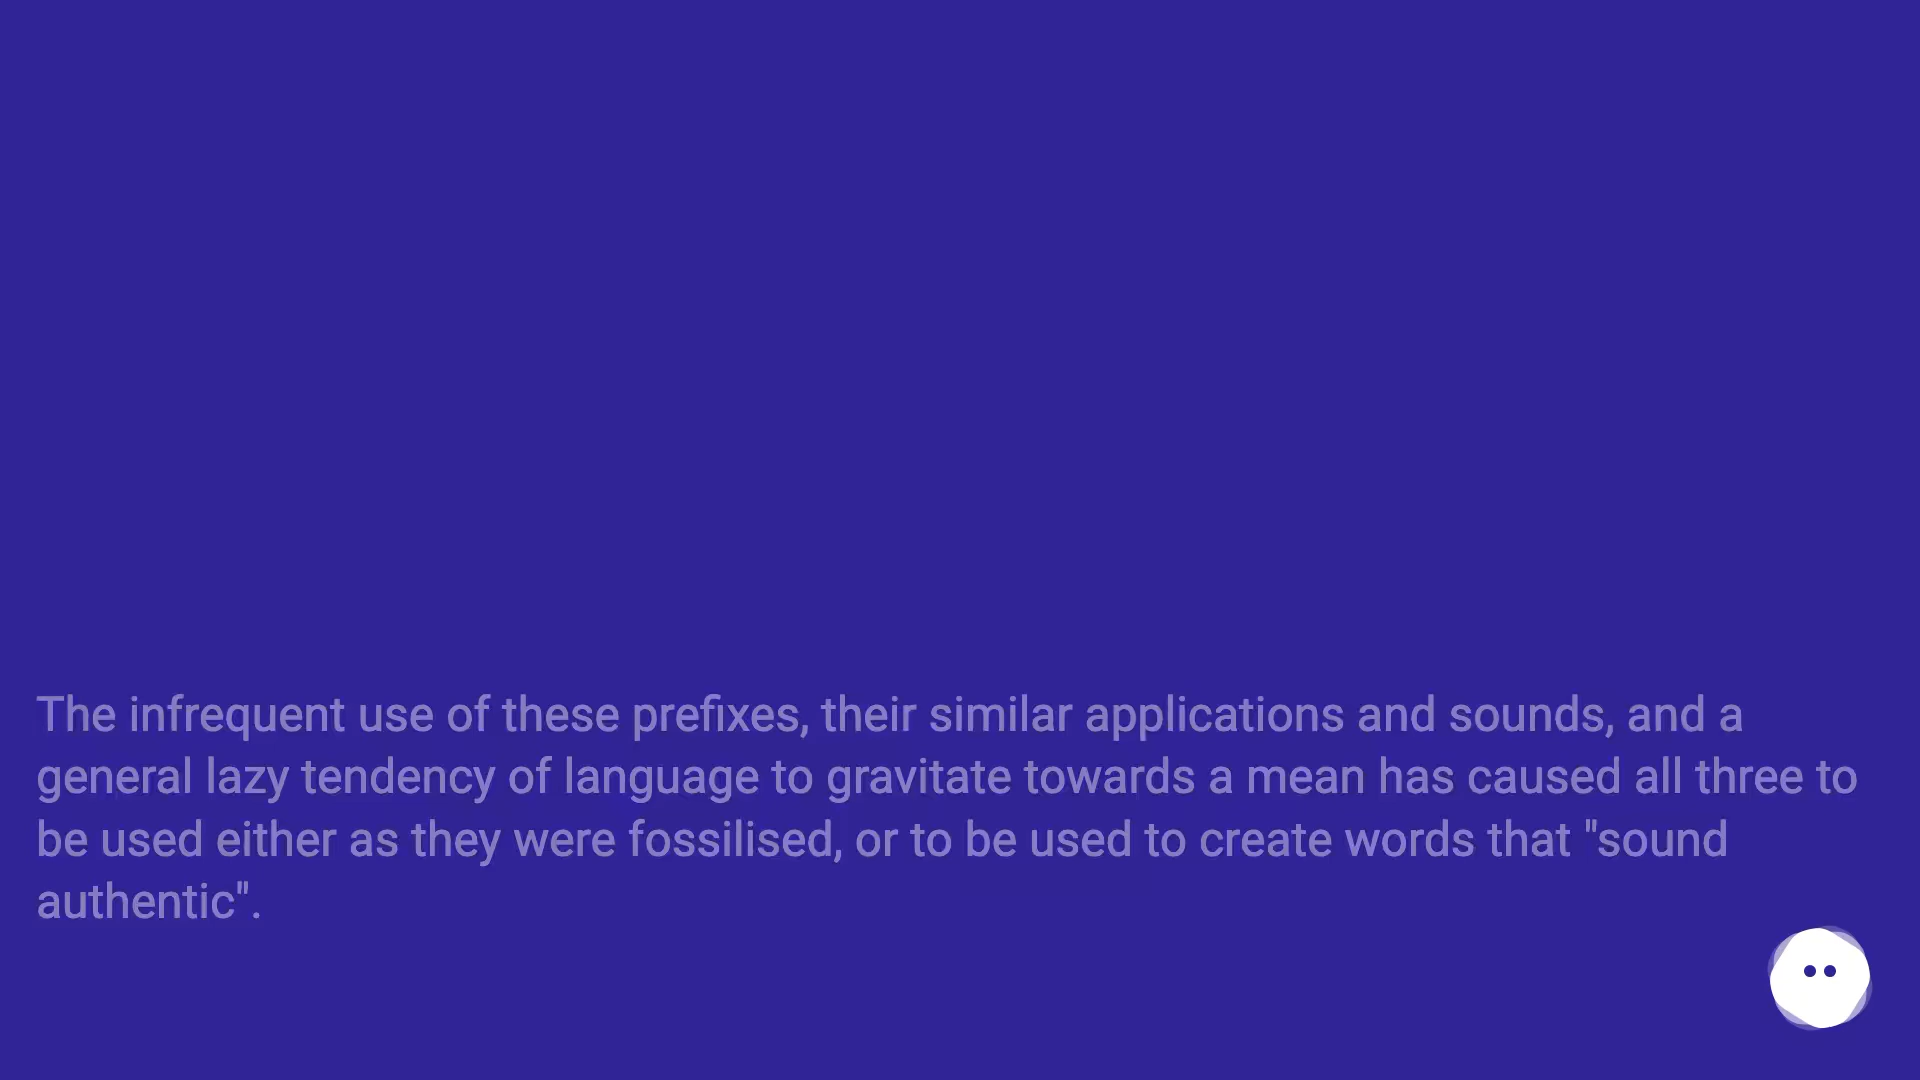 The infrequent use of these prefixes, their similar applications and sounds, and a
general lazy tendency of language to gravitate towards a mean has caused all three to
be used either as they were fossilised, or to be used to create words that "sound
authentic".